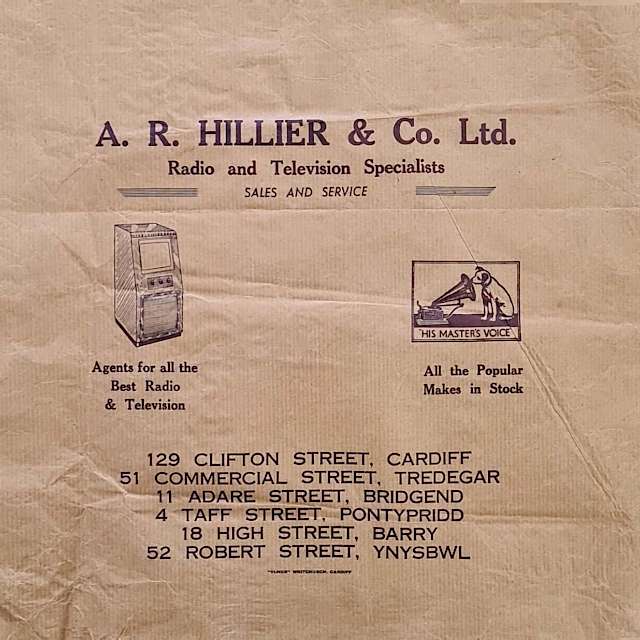 A. R. HILLIER & Co. Ltd.
Radio and Television Specialists
SALES AND SERVICE
"HIS MASTER'S VOICE"
Agents for all the
Best Radio
& Television
All the Popular
Makes in Stock
129 CLIFTON STREET, CARDIFF
51 COMMERCIAL STREET, TREDEGAR
11 ADARE STREET, BRIDGEND
4 TAFF STREET, PONTYPRIDD
18 HIGH STREET, BARRY
52 ROBERT STREET, YNYSBWL
WHITCHURCH, CARDIFF